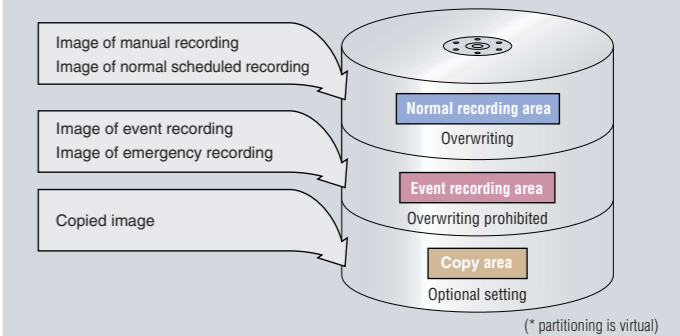 Image of manual recording
Image of normal scheduled recording
Normal recording area
Overwriting
Image of event recording
Image of emergency recording
Event recording area
Overwriting prohibited
Copied image
Copy area
Optional setting
(* partitioning is virtual)